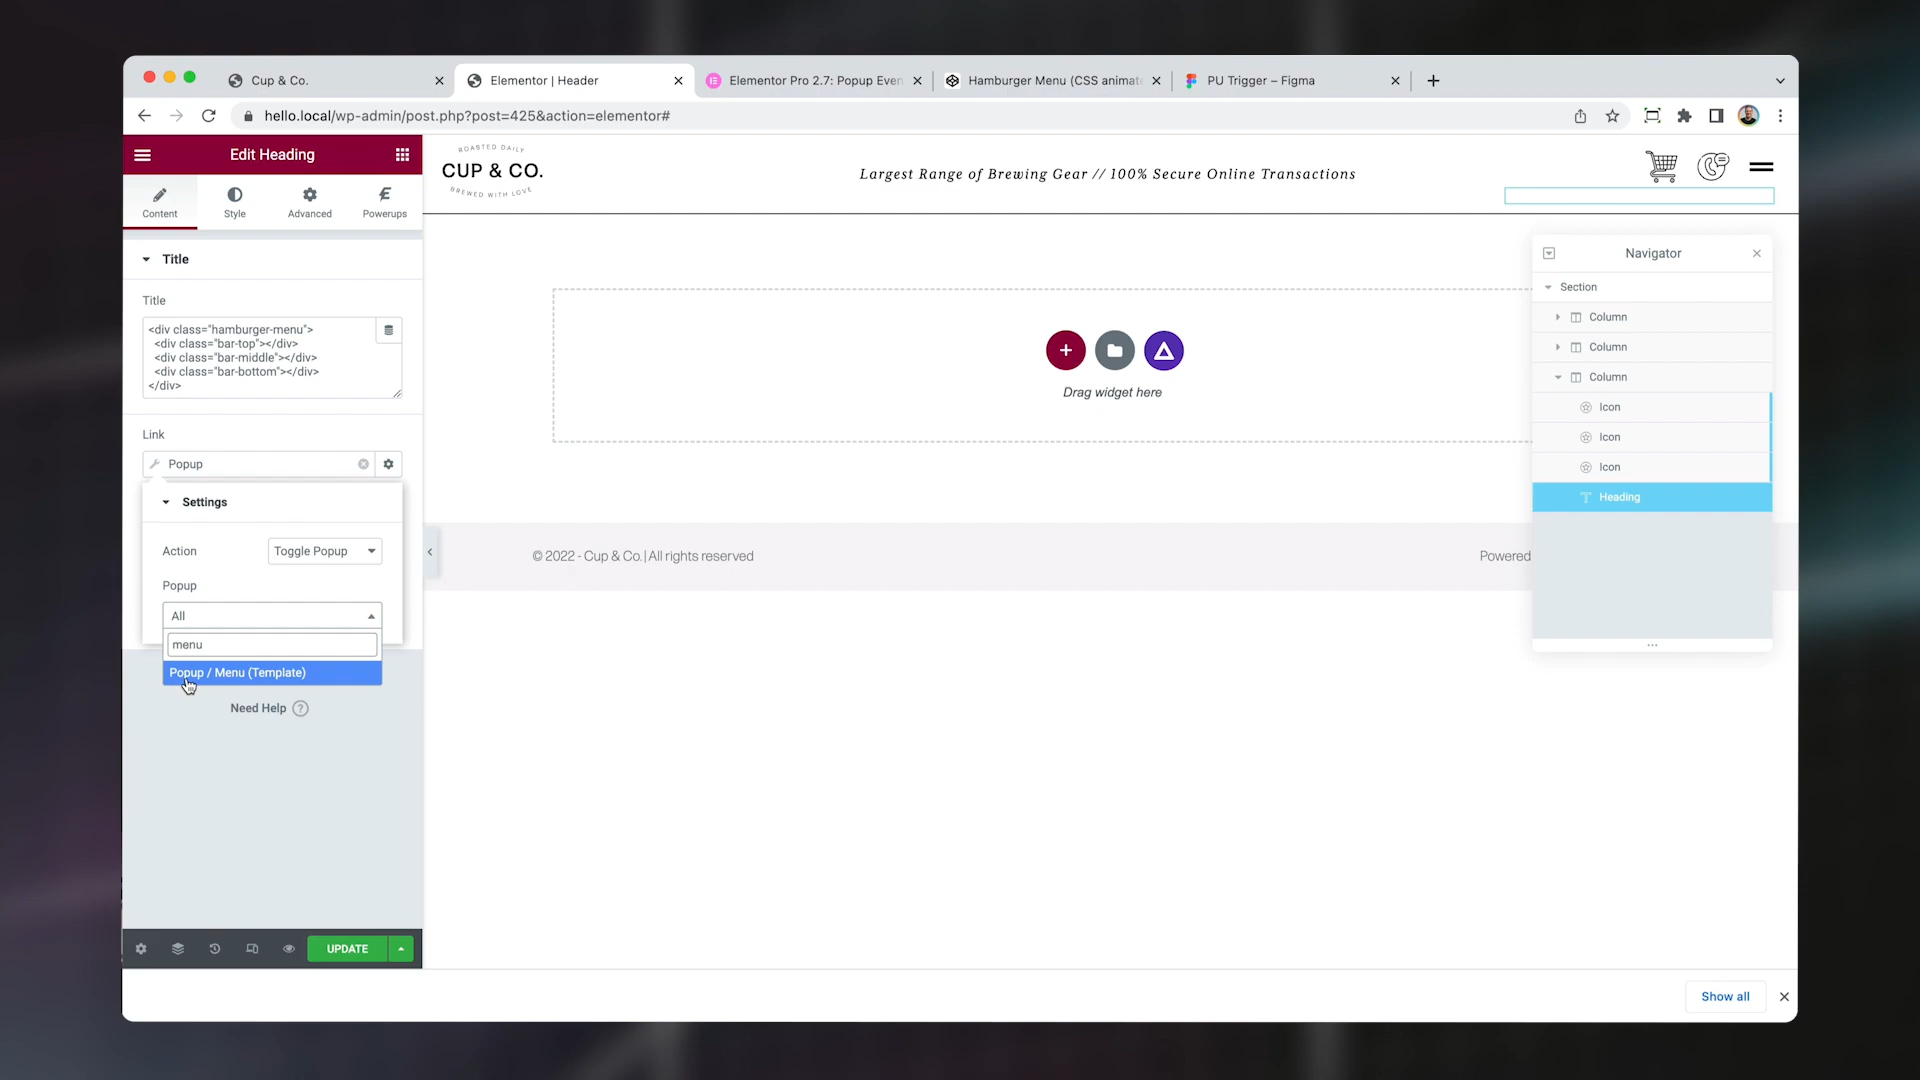 Cup & Co.
Elementor | Header
Elementor Pro 2.7: Popup Even
Hamburger Menu (CSS animate
PU Trigger – Figma
hello.local/wp-admin/post.php?post=425&action=elementor#
Edit Heading
Content
Style
Advanced
Powerups
Title
Title
<div class="hamburger-menu">
<div class="bar-top"></div>
<div class="bar-middle"></div>
<div class="bar-bottom"></div>
</div>
Link
Popup
Settings
Action
Toggle Popup
Popup
All
menu
Popup / Menu (Template)
Need Help ?
UPDATE
ROASTED DAILY
CUP & CO.
BREWED WITH LOVE
Largest Range of Brewing Gear // 100% Secure Online Transactions
Drag widget here
© 2022 - Cup & Co. | All rights reserved
Powered
Navigator
Section
Column
Column
Column
Icon
Icon
Icon
Heading
Show all